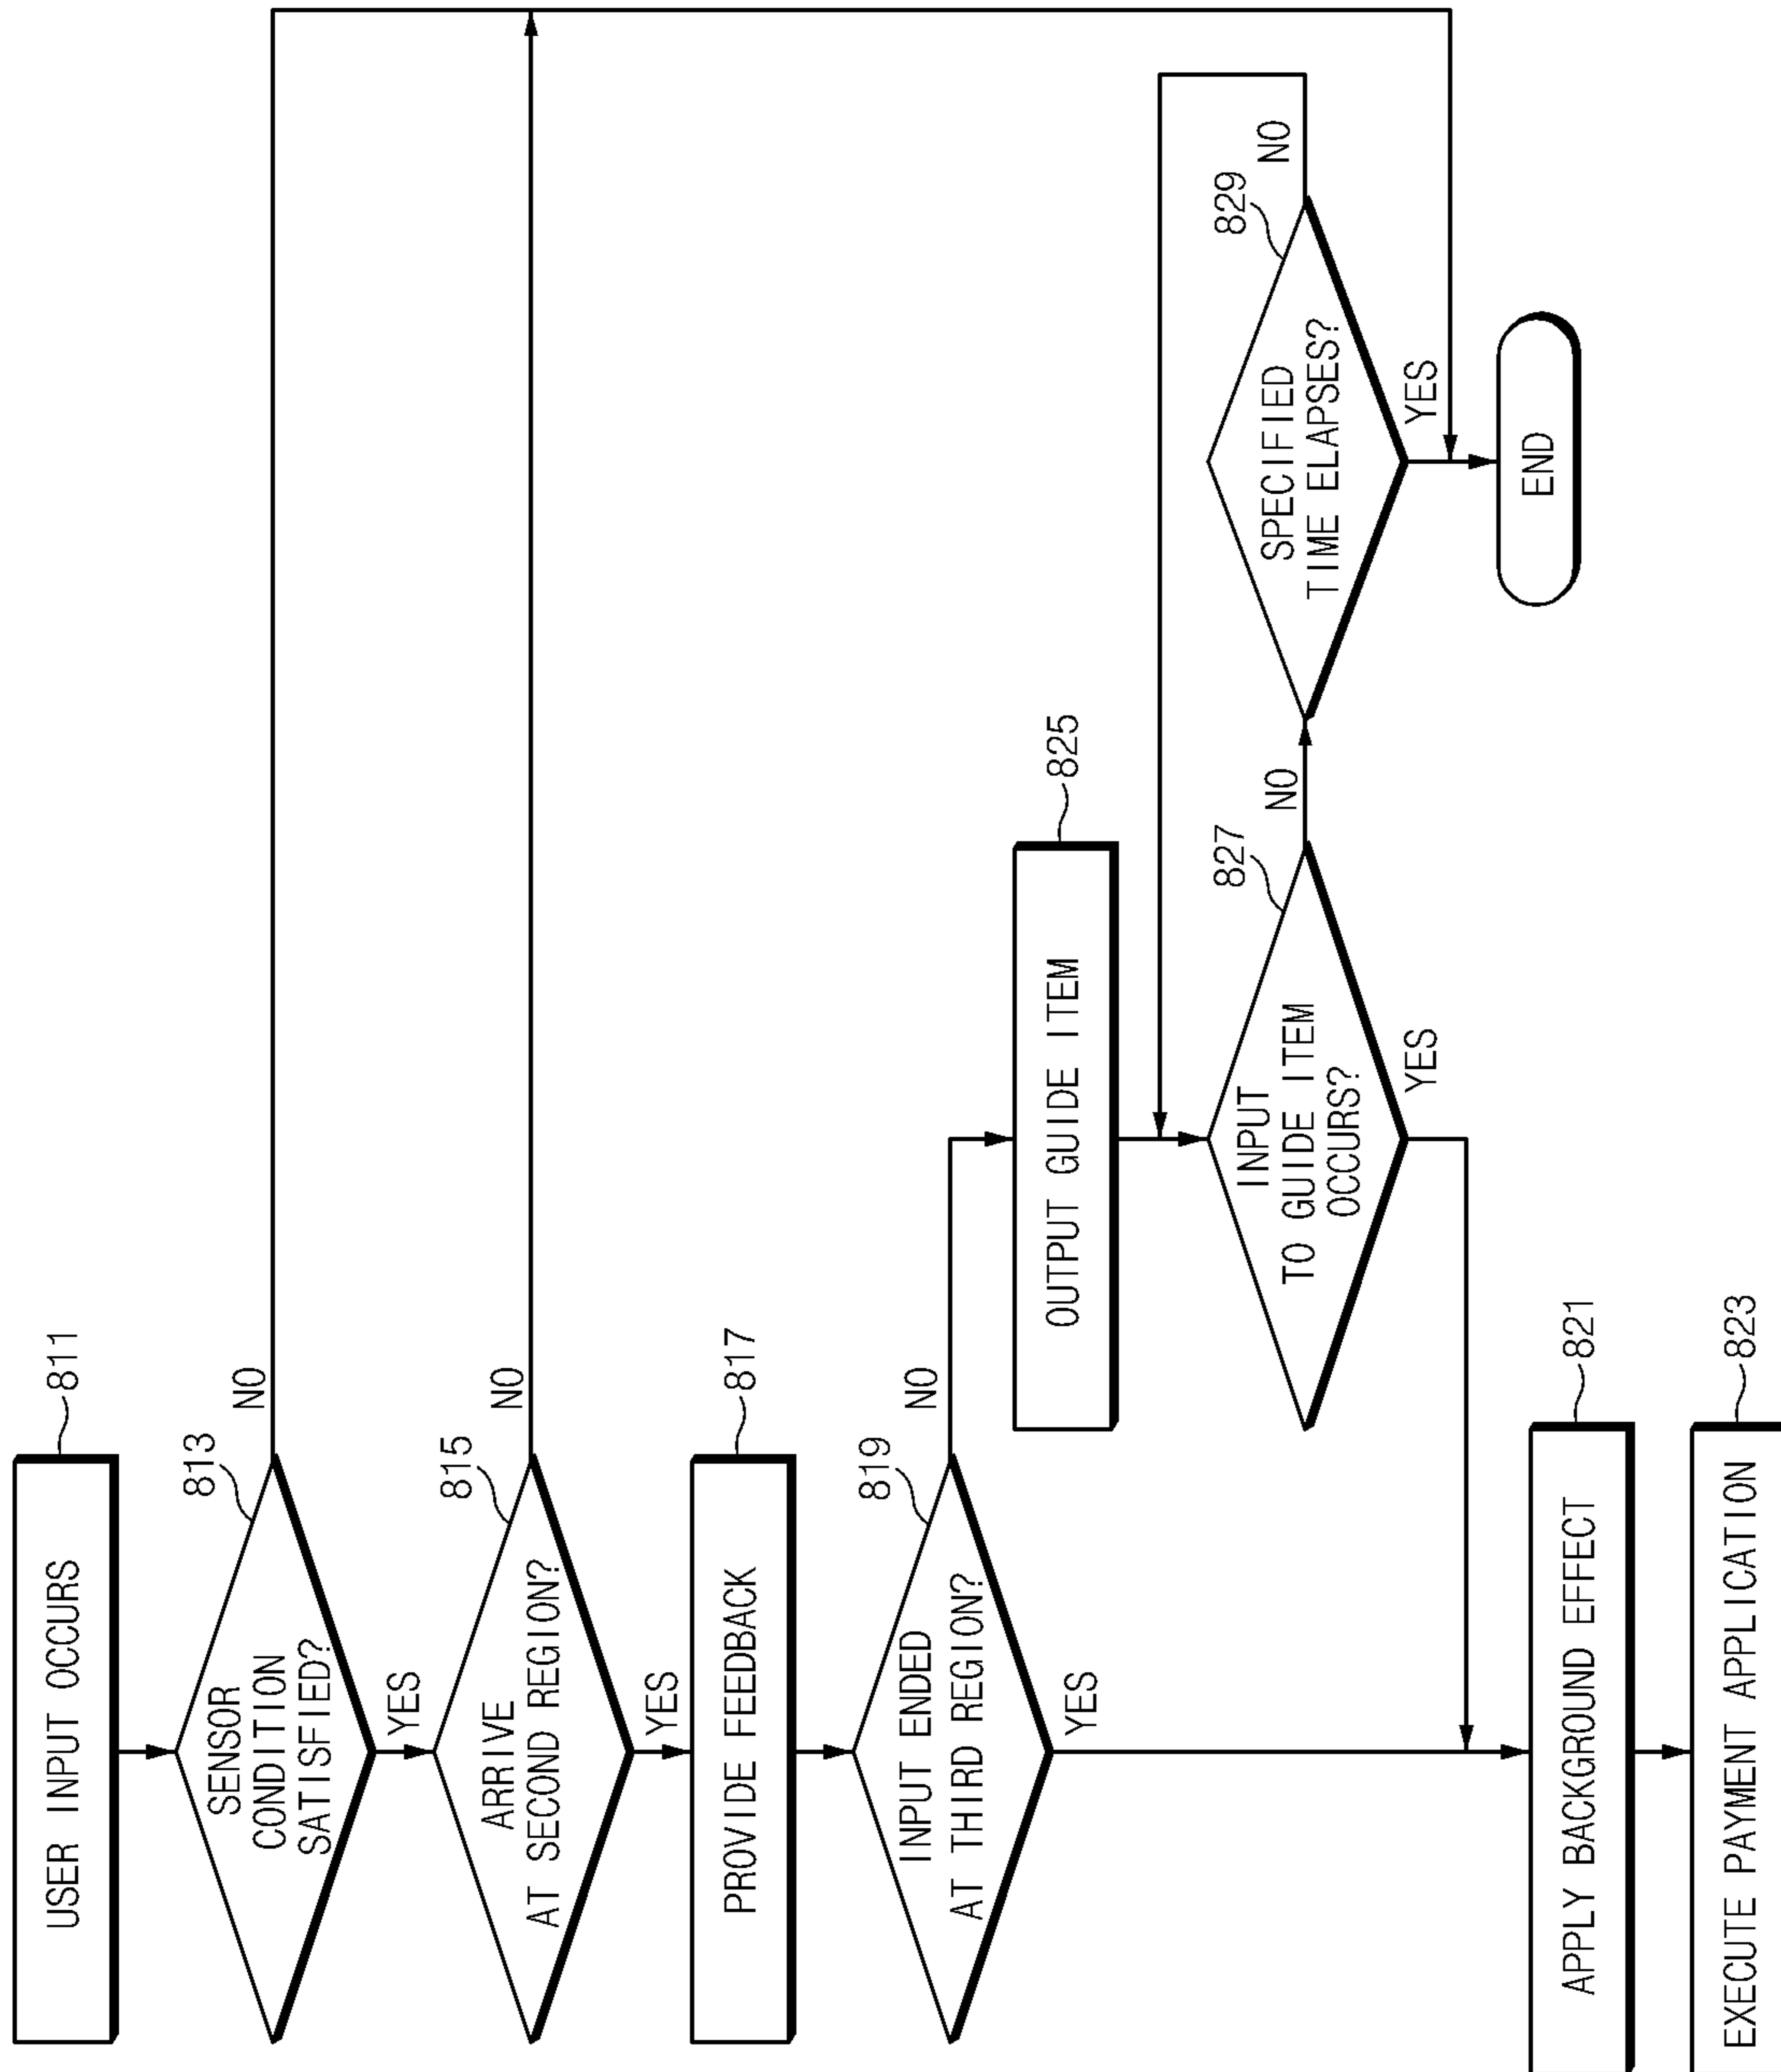 USER INPUT OCCURS
811
SENSOR
CONDITION
SATISFIED?
813
NO
YES
ARRIVE
AT SECOND REGION?
815
NO
YES
PROVIDE FEEDBACK
817
INPUT ENDED
AT THIRD REGION?
819
NO
YES
OUTPUT GUIDE ITEM
825
INPUT
TO GUIDE ITEM
OCCURS?
827
NO
YES
SPECIFIED
TIME ELAPSES?
829
NO
YES
END
APPLY BACKGROUND EFFECT
821
EXECUTE PAYMENT APPLICATION
823